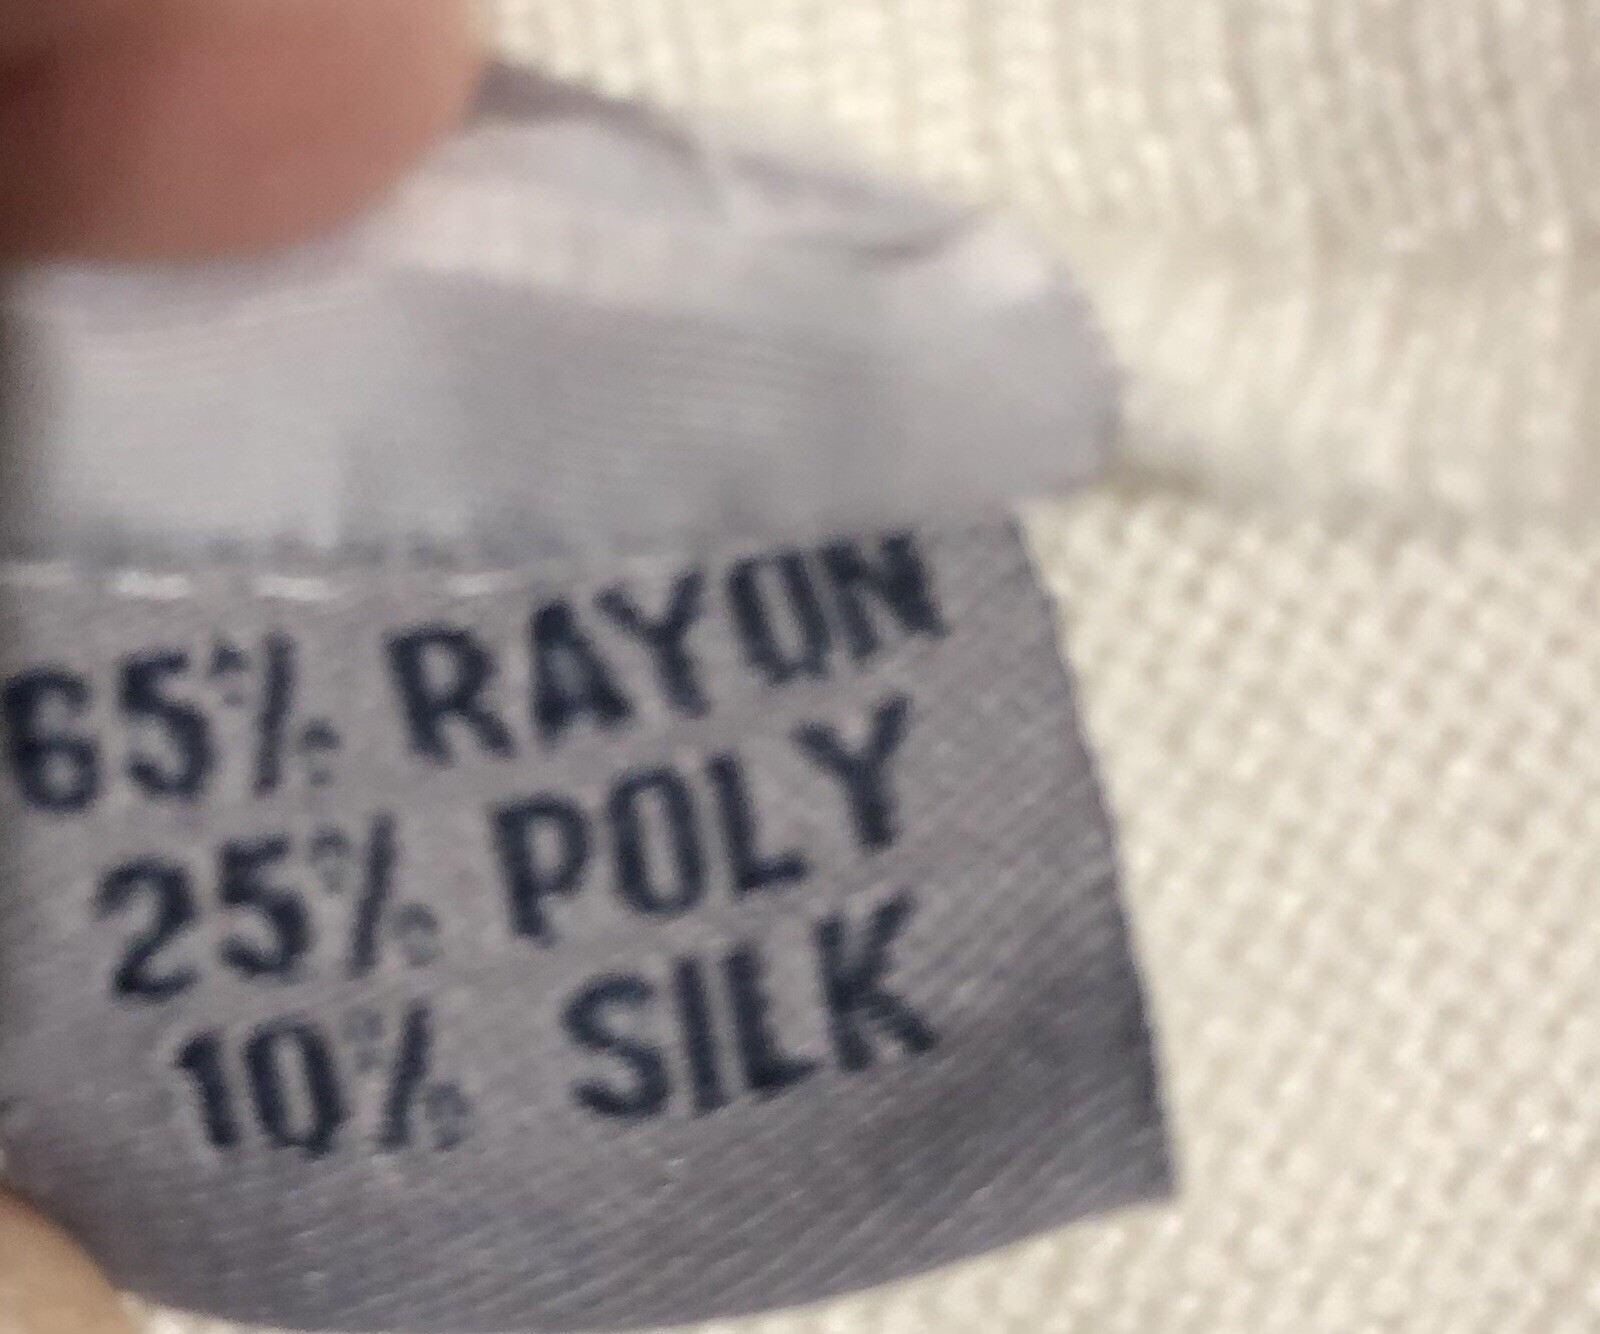 65% RAYON
25% POLY
10% SILK